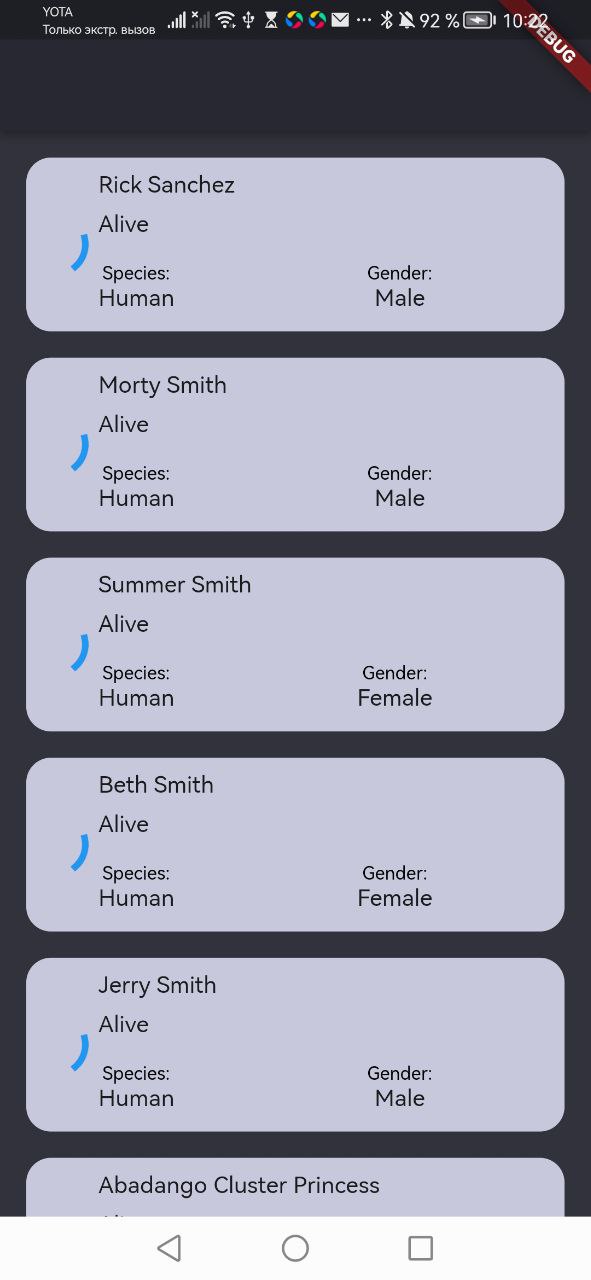 YOTA
Только экстр. вызов
92 % 10:22
DEBUG
Rick Sanchez
Alive
Species: Gender:
Human Male
Morty Smith
Alive
Species: Gender:
Human Male
Summer Smith
Alive
Species: Gender:
Human Female
Beth Smith
Alive
Species: Gender:
Human Female
Jerry Smith
Alive
Species: Gender:
Human Male
Abadango Cluster Princess